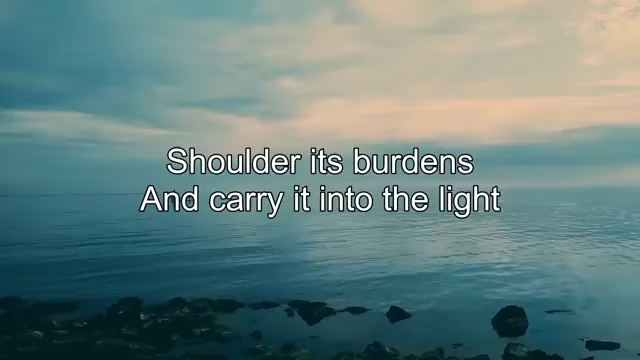 Shoulder its burdens
And carry it into the light